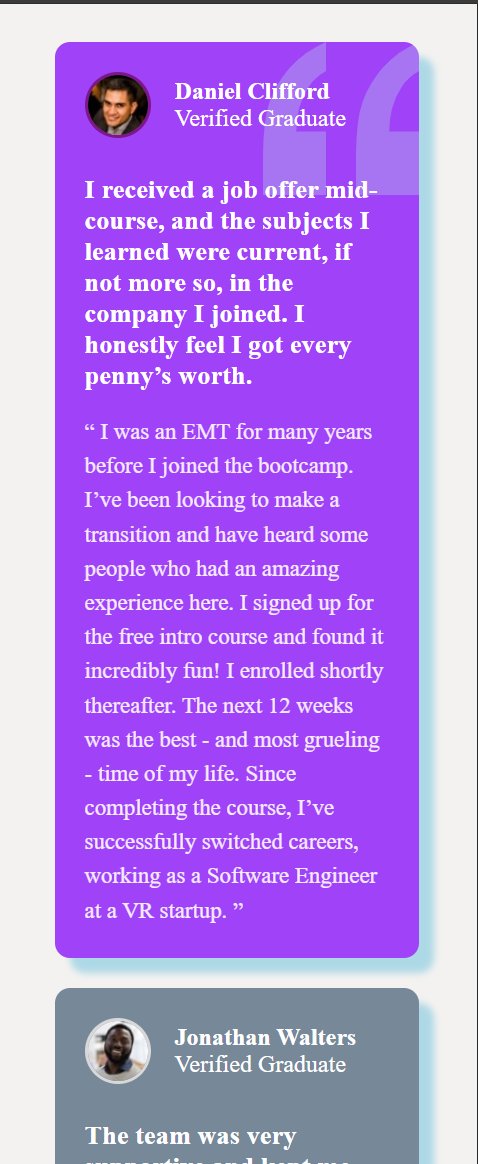 Daniel Clifford
Verified Graduate
I received a job offer mid-
course, and the subjects I
learned were current, if
not more so, in the
company I joined. I
honestly feel I got every
penny’s worth.
“ I was an EMT for many years
before I joined the bootcamp.
I’ve been looking to make a
transition and have heard some
people who had an amazing
experience here. I signed up for
the free intro course and found it
incredibly fun! I enrolled shortly
thereafter. The next 12 weeks
was the best - and most grueling
- time of my life. Since
completing the course, I’ve
successfully switched careers,
working as a Software Engineer
at a VR startup. ”
Jonathan Walters
Verified Graduate
The team was very
supportive and kept me